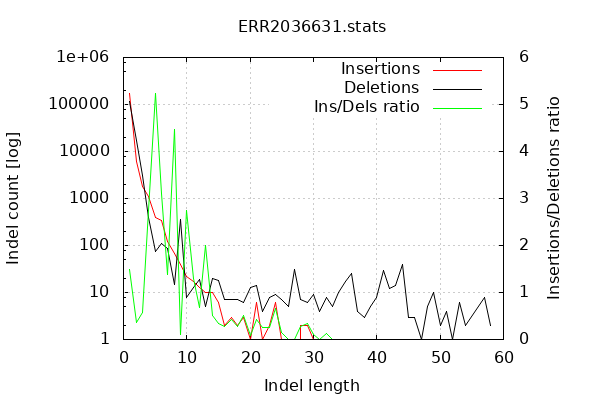 ERR2036631.stats
1e+06
100000
10000
1000
100
10
1
6
5
4
3
2
1
0
0
10
20
30
40
50
60
Insertions
Deletions
Ins/Dels ratio
Indel count [log]
Insertions/Deletions ratio
Indel length